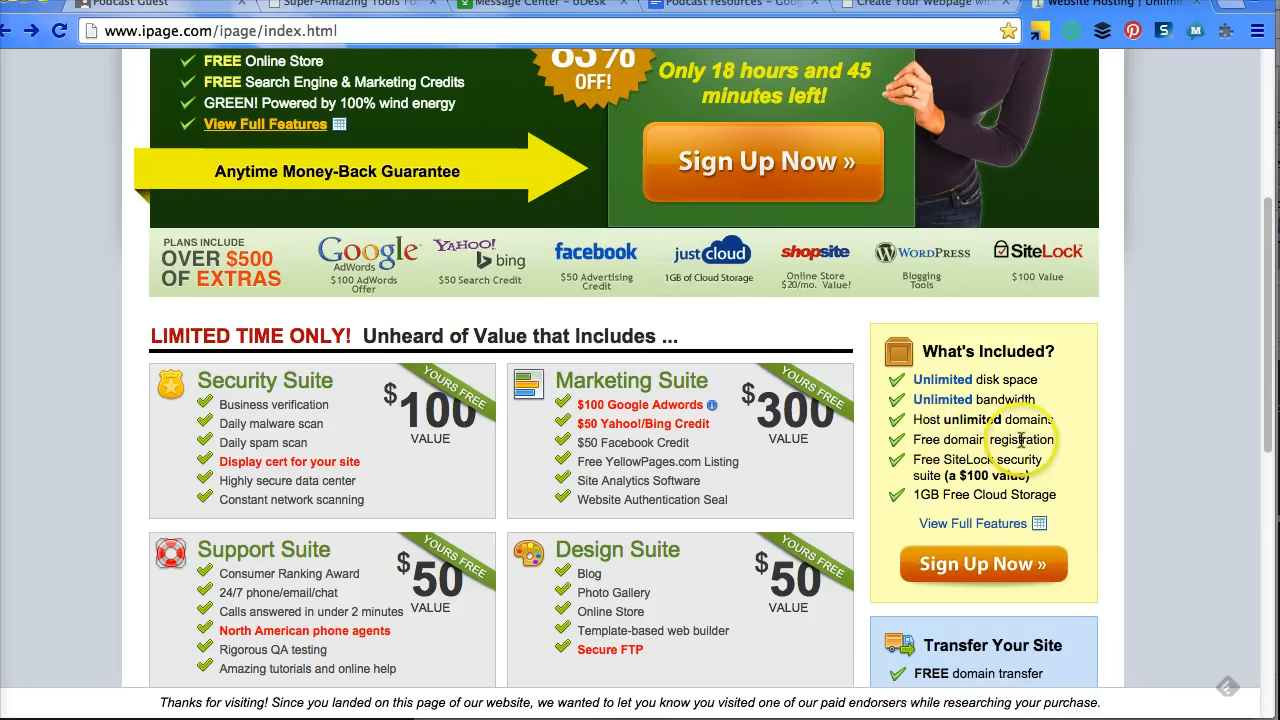 Podcast Guest
Super-Amazing Tools For
Message Center - oDesk
Podcast resources - Goog
Create Your Webpage with
Website Hosting | Unlimit
www.ipage.com/ipage/index.html
FREE Online Store
FREE Search Engine & Marketing Credits
GREEN! Powered by 100% wind energy
View Full Features
83%
OFF!
Only 18 hours and 45
minutes left!
Sign Up Now »
Anytime Money-Back Guarantee
PLANS INCLUDE
OVER $500
OF EXTRAS
Google
AdWords
$100 AdWords
Offer
YAHOO!
bing
$50 Search Credit
facebook
$50 Advertising
Credit
justcloud
1GB of Cloud Storage
shopsite
Online Store
$20/mo. Value!
WORDPRESS
Blogging
Tools
SiteLock
$100 Value
LIMITED TIME ONLY! Unheard of Value that Includes ...
Security Suite
Business verification
Daily malware scan
Daily spam scan
Display cert for your site
Highly secure data center
Constant network scanning
$100
VALUE
YOURS FREE
Marketing Suite
$100 Google Adwords
$50 Yahoo!/Bing Credit
$50 Facebook Credit
Free YellowPages.com Listing
Site Analytics Software
Website Authentication Seal
$300
VALUE
YOURS FREE
Support Suite
Consumer Ranking Award
24/7 phone/email/chat
Calls answered in under 2 minutes
North American phone agents
Rigorous QA testing
Amazing tutorials and online help
$50
VALUE
YOURS FREE
Design Suite
Blog
Photo Gallery
Online Store
Template-based web builder
Secure FTP
$50
VALUE
YOURS FREE
What's Included?
Unlimited disk space
Unlimited bandwidth
Host unlimited domains
Free domain registration
Free SiteLock security
suite (a $100 value)
1GB Free Cloud Storage
View Full Features
Sign Up Now »
Transfer Your Site
FREE domain transfer
Thanks for visiting! Since you landed on this page of our website, we wanted to let you know you visited one of our paid endorsers while researching your purchase.